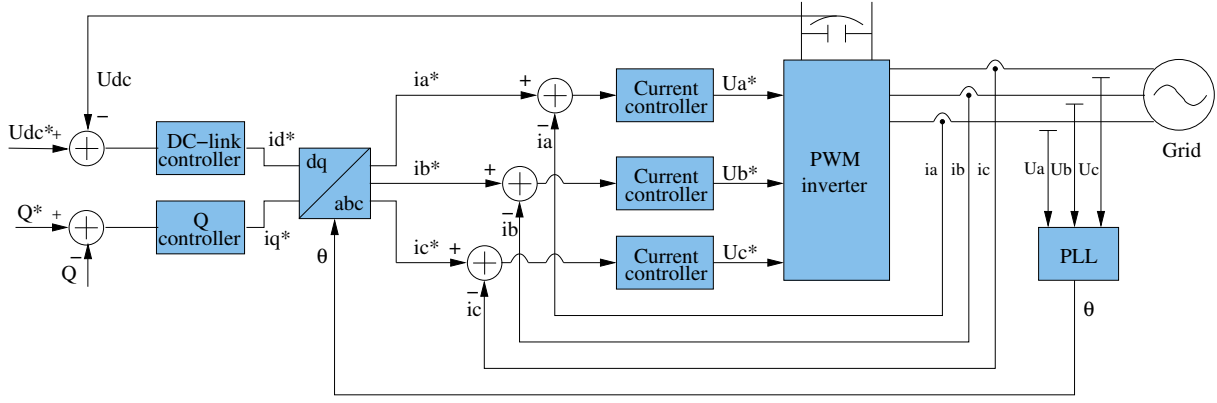 Udc
−
Udc*
+
DC−link
controller
id*
Q*
+
−
Q
Q
controller
iq*
dq
abc
θ
ia*
+
−
ia
Current
controller
Ua*
ib*
+
−
ib
Current
controller
Ub*
ic*
+
−
ic
Current
controller
Uc*
PWM
inverter
ia ib ic
Ua Ub Uc
Grid
PLL
θ